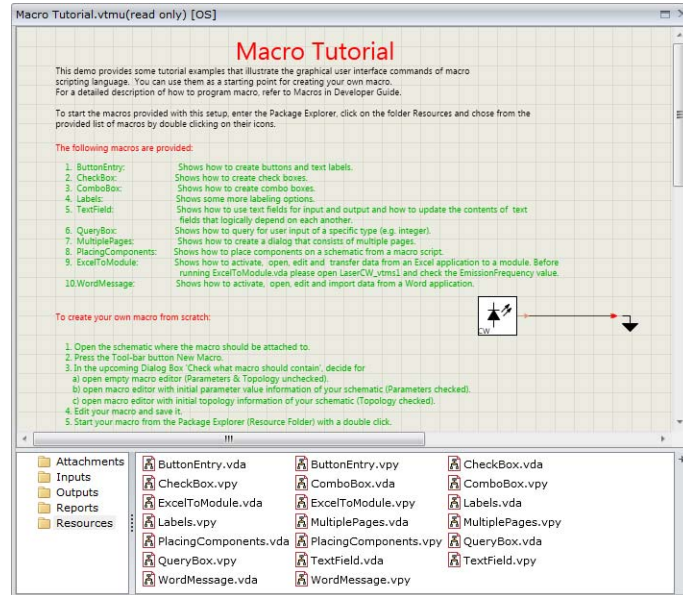 Macro Tutorial.vtmu(read only) [OS]
Macro Tutorial
This demo provides some tutorial examples that illustrate the graphical user interface commands of macro
scripting language. You can use them as a starting point for creating your own macro.
For a detailed description of how to program macro, refer to Macros in Developer Guide.
To start the macros provided with this setup, enter the Package Explorer, click on the folder Resources and chose from the
provided list of macros by double clicking on their icons.
The following macros are provided:
1. ButtonEntry: Shows how to create buttons and text labels.
2. CheckBox: Shows how to create check boxes.
3. ComboBox: Shows how to create combo boxes.
4. Labels: Shows some more labeling options.
5. TextField: Shows how to use text fields for input and output and how to update the contents of text
fields that logically depend on each another.
6. QueryBox: Shows how to query for user input of a specific type (e.g. integer).
7. MultiplePages: Shows how to create a dialog that consists of multiple pages.
8. PlacingComponents: Shows how to place components on a schematic from a macro script.
9. ExcelToModule: Shows how to activate, open, edit and transfer data from an Excel application to a module. Before
running ExcelToModule.vda please open LaserCW_vtms1 and check the EmissionFrequency value.
10.WordMessage: Shows how to activate, open, edit and import data from a Word application.
CW
To create your own macro from scratch:
1. Open the schematic where the macro should be attached to.
2. Press the Tool-bar button New Macro.
3. In the upcoming Dialog Box 'Check what macro should contain', decide for
a) open empty macro editor (Parameters & Topology unchecked).
b) open macro editor with initial parameter value information of your schematic (Parameters checked).
c) open macro editor with initial topology information of your schematic (Topology checked).
4. Edit your macro and save it.
5. Start your macro from the Package Explorer (Resource Folder) with a double click.
Attachments
Inputs
Outputs
Reports
Resources
ButtonEntry.vda ButtonEntry.vpy CheckBox.vda
CheckBox.vpy ComboBox.vda ComboBox.vpy
ExcelToModule.vda ExcelToModule.vpy Labels.vda
Labels.vpy MultiplePages.vda MultiplePages.vpy
PlacingComponents.vda PlacingComponents.vpy QueryBox.vda
QueryBox.vpy TextField.vda TextField.vpy
WordMessage.vda WordMessage.vpy